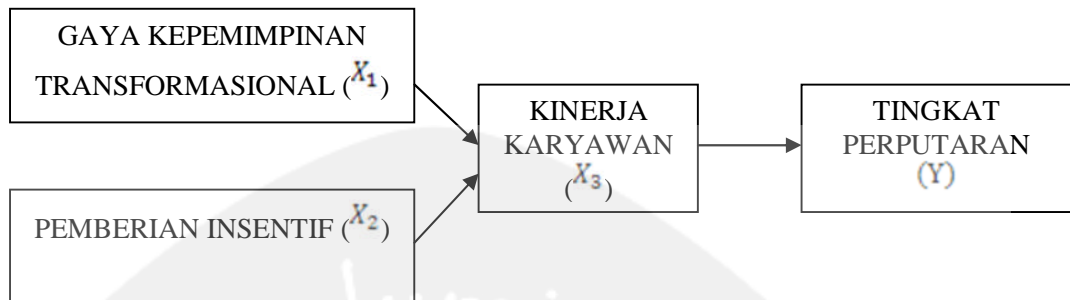 GAYA KEPEMIMPINAN
TRANSFORMASIONAL (X₁)
PEMBERIAN INSENTIF (X₂)
KINERJA
KARYAWAN
(X₃)
TINGKAT
PERPUTARAN
(Y)